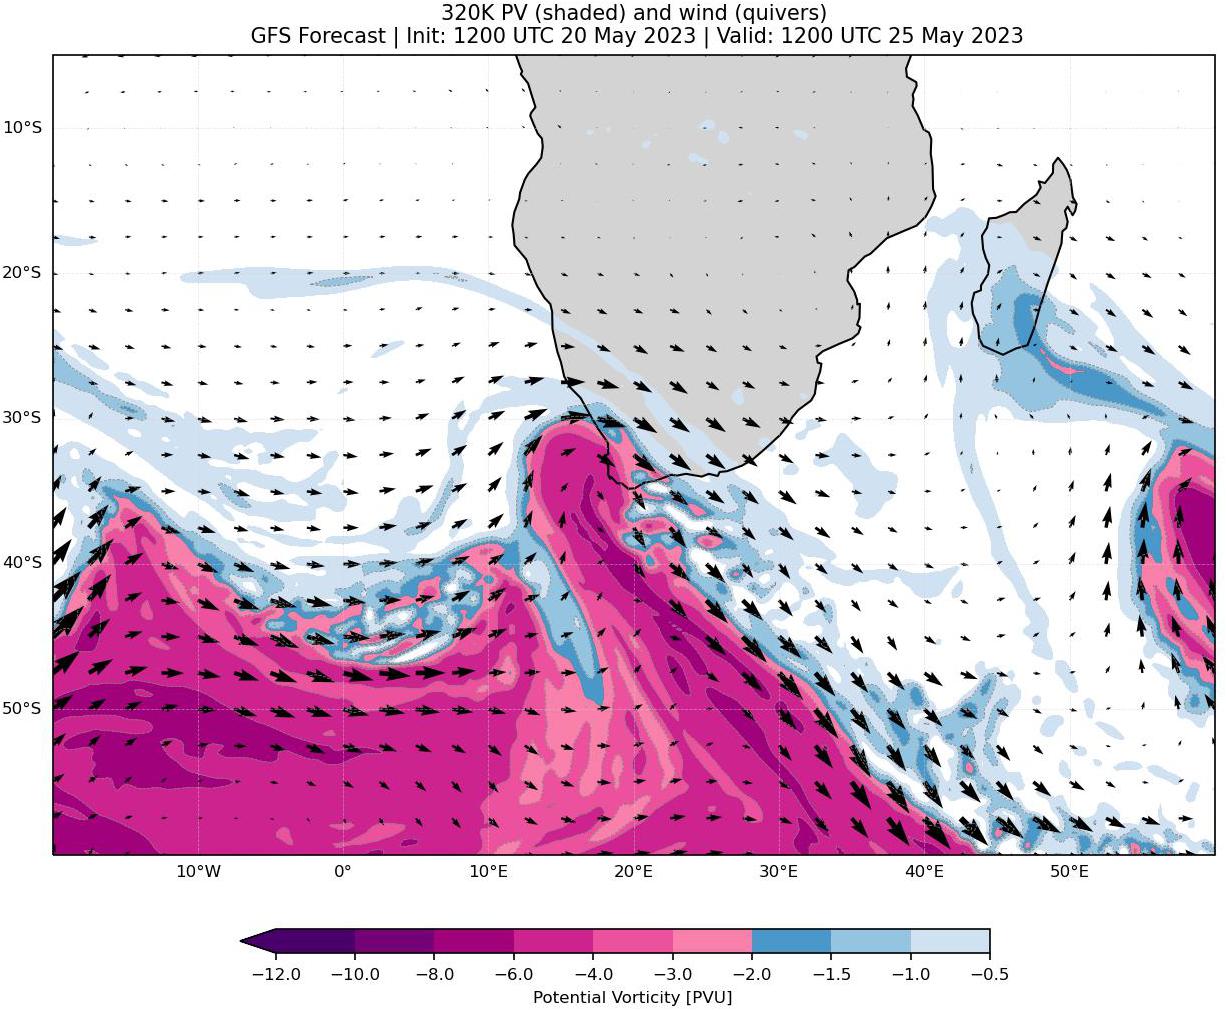 320K PV (shaded) and wind (quivers)
GFS Forecast | Init: 1200 UTC 20 May 2023 | Valid: 1200 UTC 25 May 2023
10°S
20°S
30°S
40°S
50°S
10°W 0° 10°E 20°E 30°E 40°E 50°E
−12.0 −10.0 −8.0 −6.0 −4.0 −3.0 −2.0 −1.5 −1.0 −0.5
Potential Vorticity [PVU]